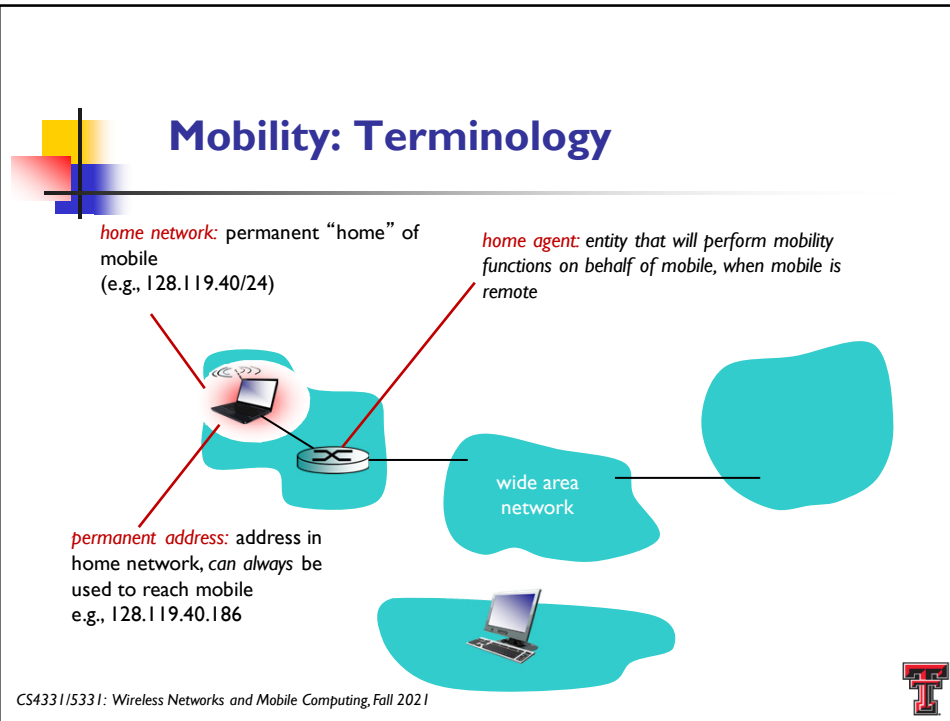 Mobility: Terminology
home network: permanent “home” of
mobile
(e.g., 128.119.40/24)
home agent: entity that will perform mobility
functions on behalf of mobile, when mobile is
remote
wide area
network
permanent address: address in
home network, can always be
used to reach mobile
e.g., 128.119.40.186
CS4331/5331: Wireless Networks and Mobile Computing, Fall 2021